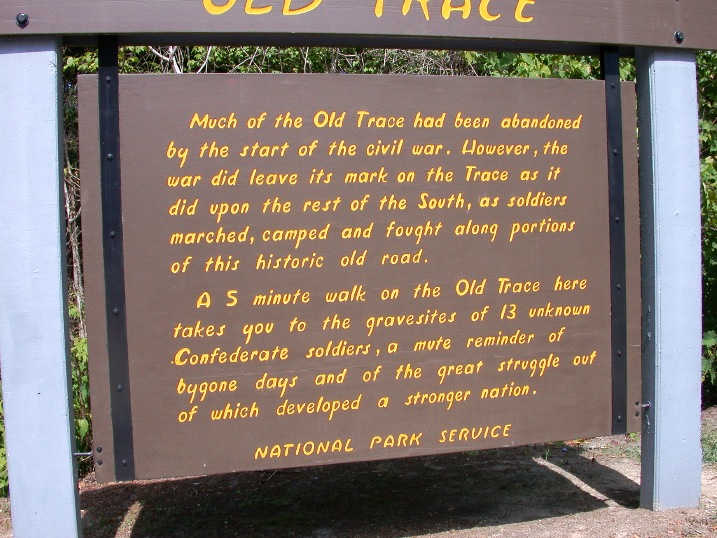 OLD TRACE
Much of the Old Trace had been abandoned
by the start of the civil war. However, the
war did leave its mark on the Trace as it
did upon the rest of the South, as soldiers
marched, camped and fought along portions
of this historic old road.
A 5 minute walk on the Old Trace here
takes you to the gravesites of 13 unknown
Confederate soldiers, a mute reminder of
bygone days and of the great struggle out
of which developed a stronger nation.
NATIONAL PARK SERVICE